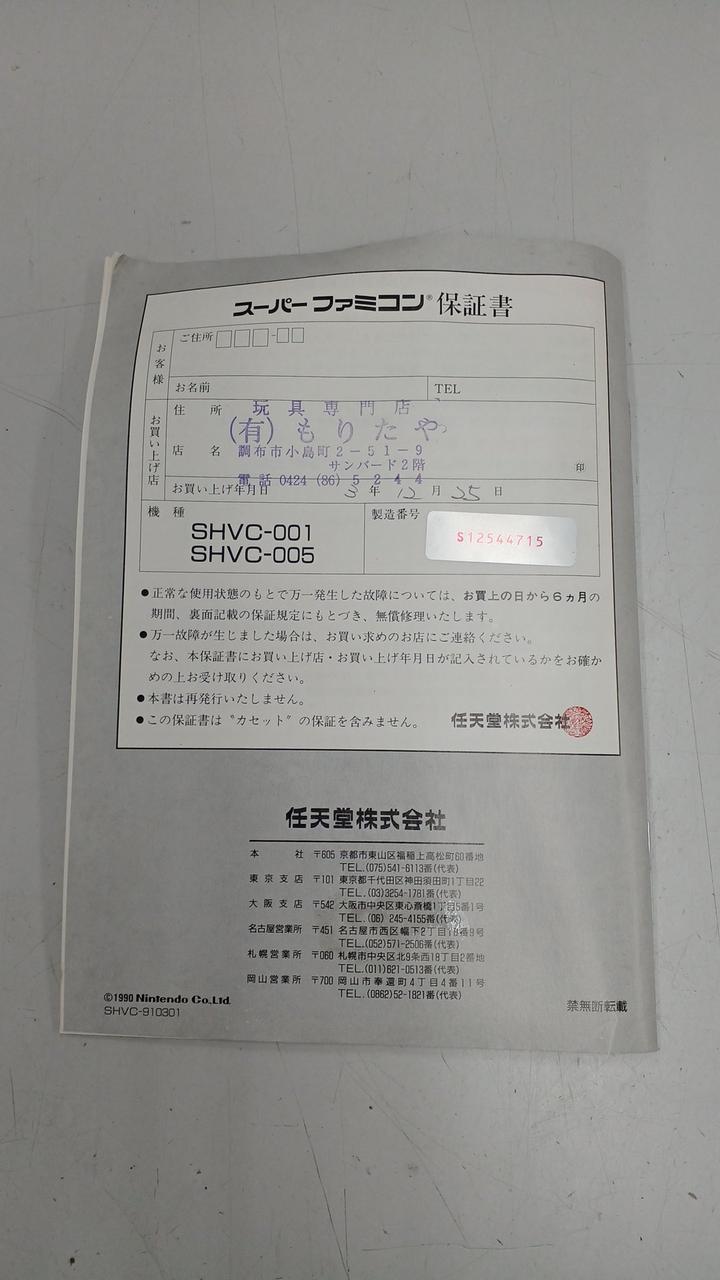 スーパーファミコン®保証書
お客様
ご住所
お名前
TEL
お買い上げ店
住所
玩具専門店
(有)もりたや
店名
調布市小島町2-51-9
サンバード2階
印
電話 0424 (86) 5244
お買い上げ年月日 3年12月25日
機種
製造番号
SHVC-001
SHVC-005
S12544715
●正常な使用状態のもとで万一発生した故障については、お買上の日から6ヵ月の
期間、裏面記載の保証規定にもとづき、無償修理いたします。
●万一故障が生じました場合は、お買い求めのお店にご連絡ください。
なお、本保証書にお買い上げ店・お買い上げ年月日が記入されているかをお確か
めの上お受け取りください。
●本書は再発行いたしません。
●この保証書は〝カセット〞の保証を含みません。
任天堂株式会社
任天堂株式会社
本社 〒605 京都市東山区福稲上高松町60番地
TEL.(075)541-6113番(代表)
東京支店 〒101 東京都千代田区神田須田町1丁目22
TEL.(03)3254-1781番(代表)
大阪支店 〒542 大阪市中央区東心斎橋1丁目5番1号
TEL.(06) 245-4155番(代表)
名古屋営業所 〒451 名古屋市西区幅下2丁目18番9号
TEL.(052)571-2506番(代表)
札幌営業所 〒060 札幌市中央区北9条西18丁目2番地
TEL.(011)621-0513番(代表)
岡山営業所 〒700 岡山市奉還町4丁目4番11号
TEL.(0862)52-1821番(代表)
©1990 Nintendo Co.,Ltd.
SHVC-910301
禁無断転載